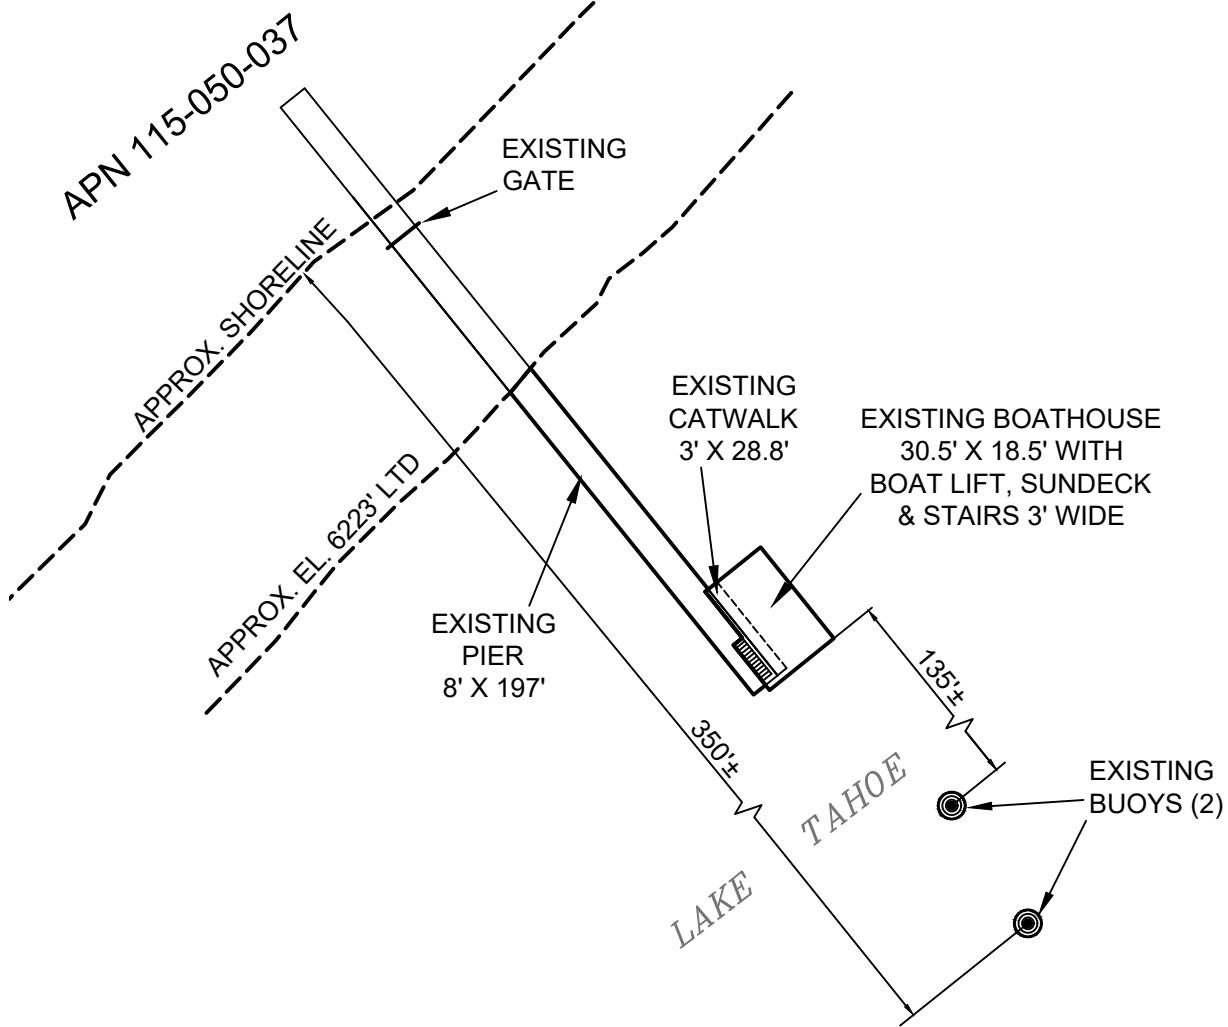 APN 115-050-037
EXISTING
GATE
APPROX. SHORELINE
EXISTING
CATWALK
3' X 28.8'
EXISTING BOATHOUSE
30.5' X 18.5' WITH
BOAT LIFT, SUNDECK
& STAIRS 3' WIDE
APPROX. EL. 6223' LTD
EXISTING
PIER
8' X 197'
135'±
350'±
LAKE TAHOE
EXISTING
BUOYS (2)